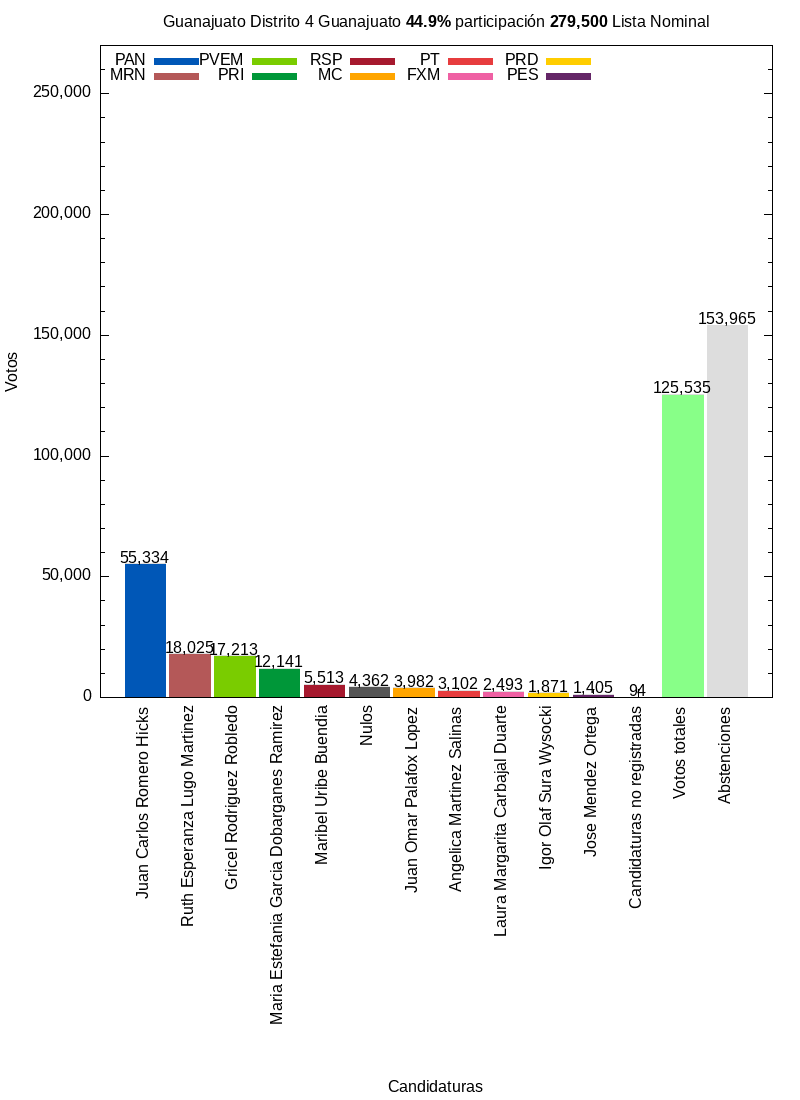 Guanajuato Distrito 4 Guanajuato 44.9% participación 279,500 Lista Nominal
PAN PVEM RSP PT PRD
MRN PRI MC FXM PES
250,000
200,000
150,000
100,000
50,000
0
Votos
55,334
18,025
17,213
12,141
5,513
4,362
3,982
3,102
2,493
1,871
1,405
94
125,535
153,965
Juan Carlos Romero Hicks
Ruth Esperanza Lugo Martinez
Gricel Rodriguez Robledo
Maria Estefania Garcia Dobarganes Ramirez
Maribel Uribe Buendia
Nulos
Juan Omar Palafox Lopez
Angelica Martinez Salinas
Laura Margarita Carbajal Duarte
Igor Olaf Sura Wysocki
Jose Mendez Ortega
Candidaturas no registradas
Votos totales
Abstenciones
Candidaturas